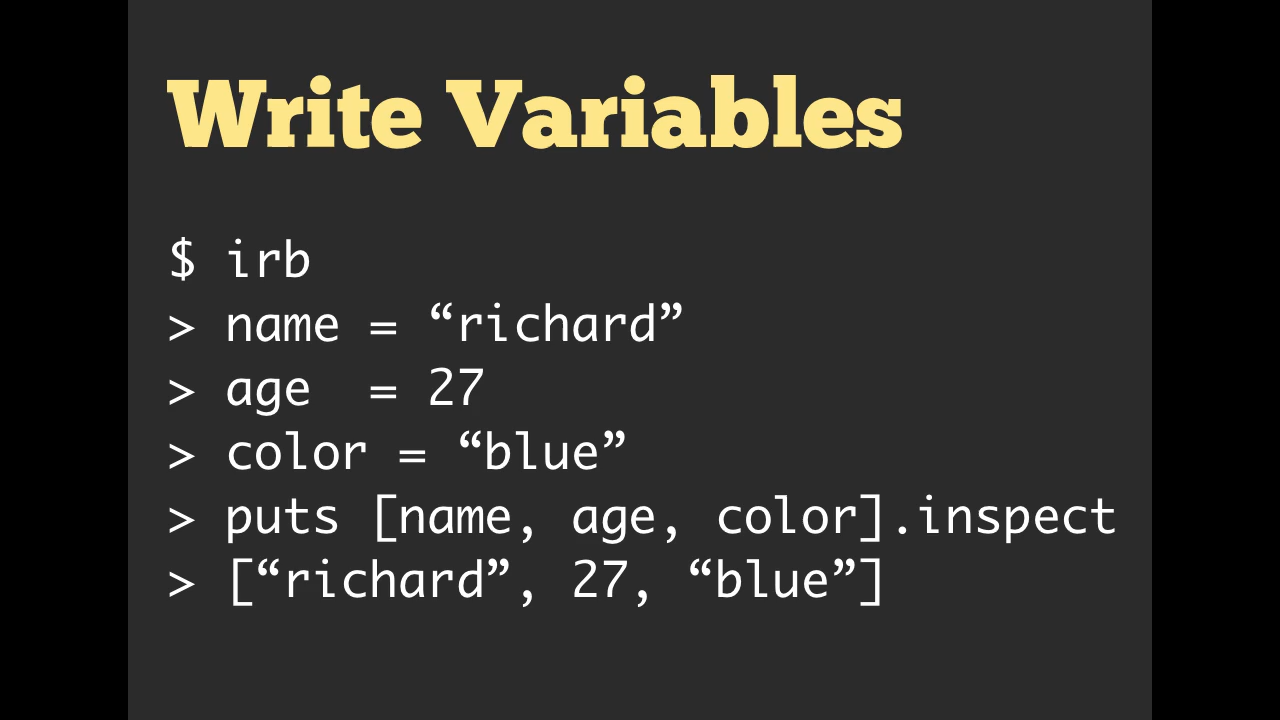 Write Variables
$ irb
> name = “richard”
> age  = 27
> color = “blue”
> puts [name, age, color].inspect
> [“richard”, 27, “blue”]